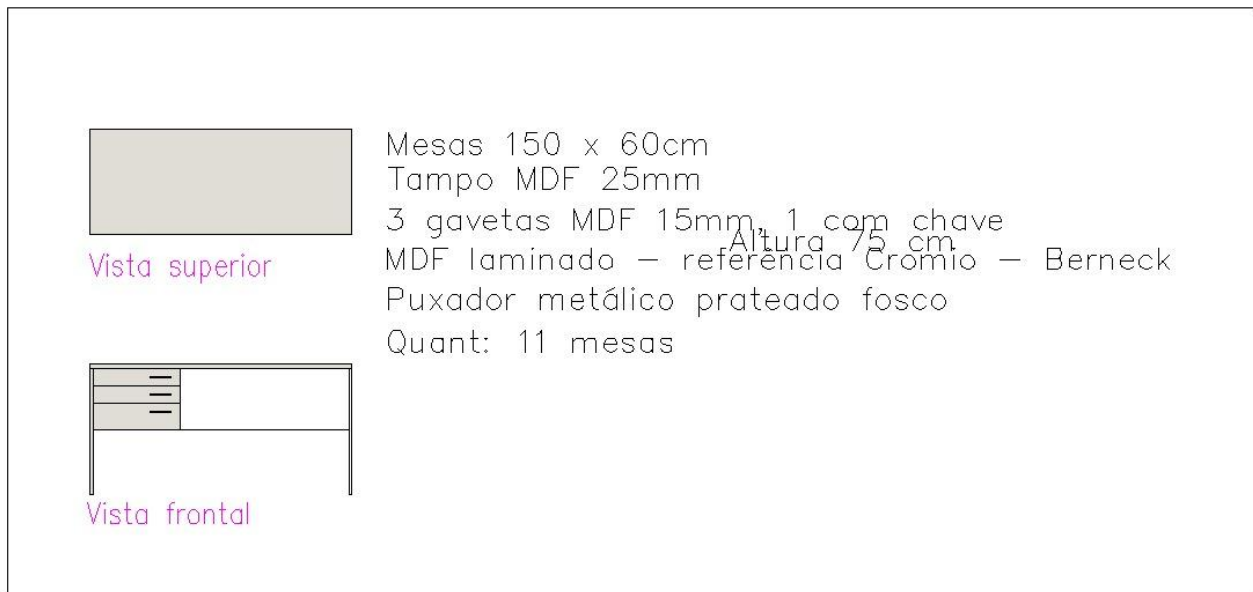 Mesas 150 x 60cm
Tampo MDF 25mm
3 gavetas MDF 15mm, 1 com chave
Altura 75 cm
MDF laminado – referência Cromio – Berneck
Puxador metálico prateado fosco
Quant: 11 mesas
Vista superior
Vista frontal